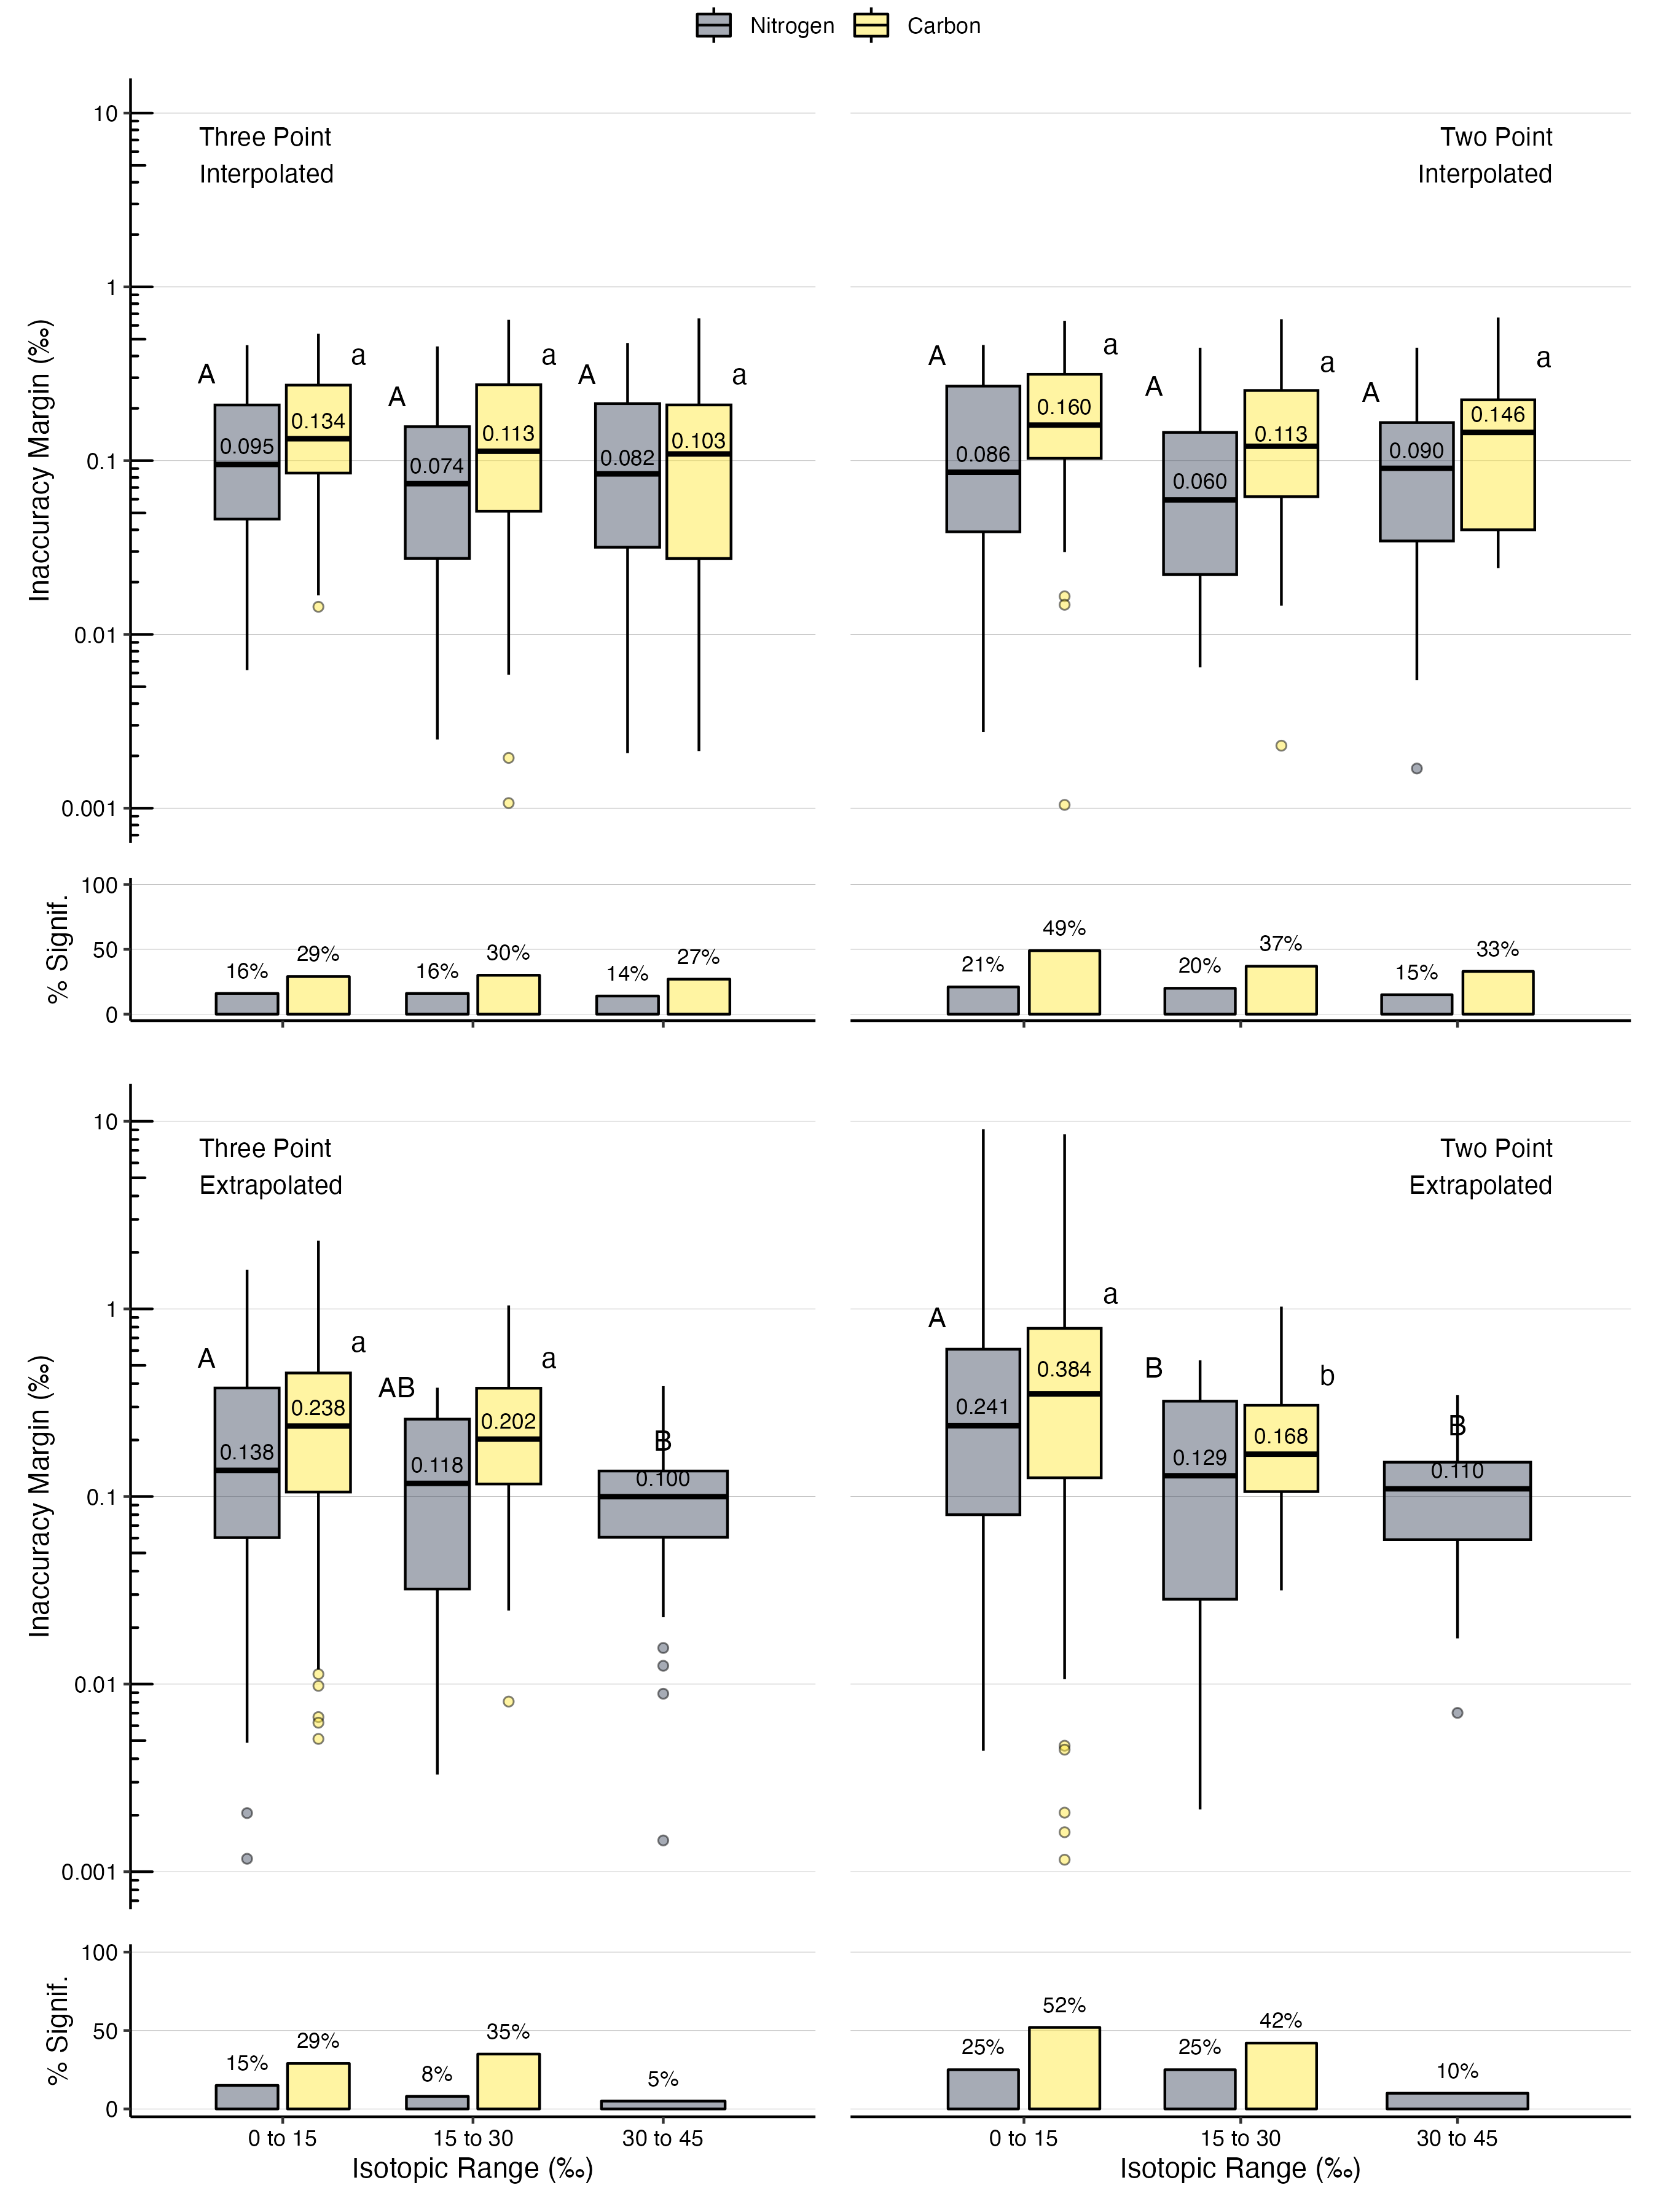 Nitrogen Carbon
Three Point
Interpolated
Two Point
Interpolated
Inaccuracy Margin (‰)
10
1
0.1
0.01
0.001
A a A a A a
0.095 0.134 0.074 0.113 0.082 0.103
A a A a A a
0.086 0.160 0.060 0.113 0.090 0.146
% Signif.
100
50
0
16% 29% 16% 30% 14% 27%
21% 49% 20% 37% 15% 33%
Three Point
Extrapolated
Two Point
Extrapolated
Inaccuracy Margin (‰)
10
1
0.1
0.01
0.001
A a AB a B
0.138 0.238 0.118 0.202 0.100
A a B b B
0.241 0.384 0.129 0.168 0.110
% Signif.
100
50
0
15% 29% 8% 35% 5%
25% 52% 25% 42% 10%
0 to 15 15 to 30 30 to 45
0 to 15 15 to 30 30 to 45
Isotopic Range (‰)
Isotopic Range (‰)